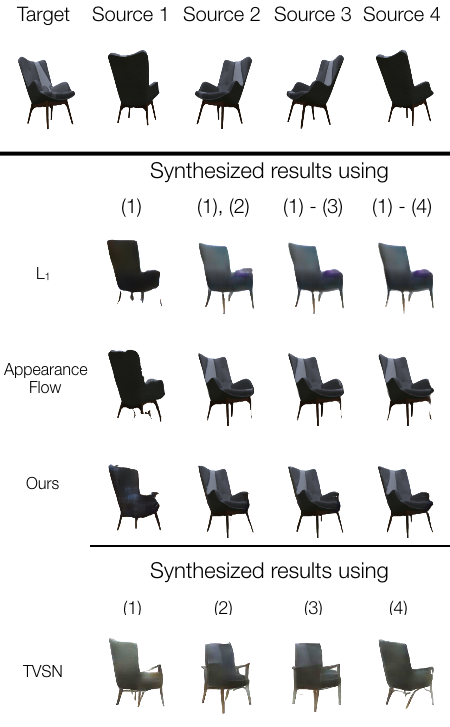 Target Source 1 Source 2 Source 3 Source 4
Synthesized results using
(1) (1), (2) (1) - (3) (1) - (4)
L₁
Appearance
Flow
Ours
Synthesized results using
(1) (2) (3) (4)
TVSN